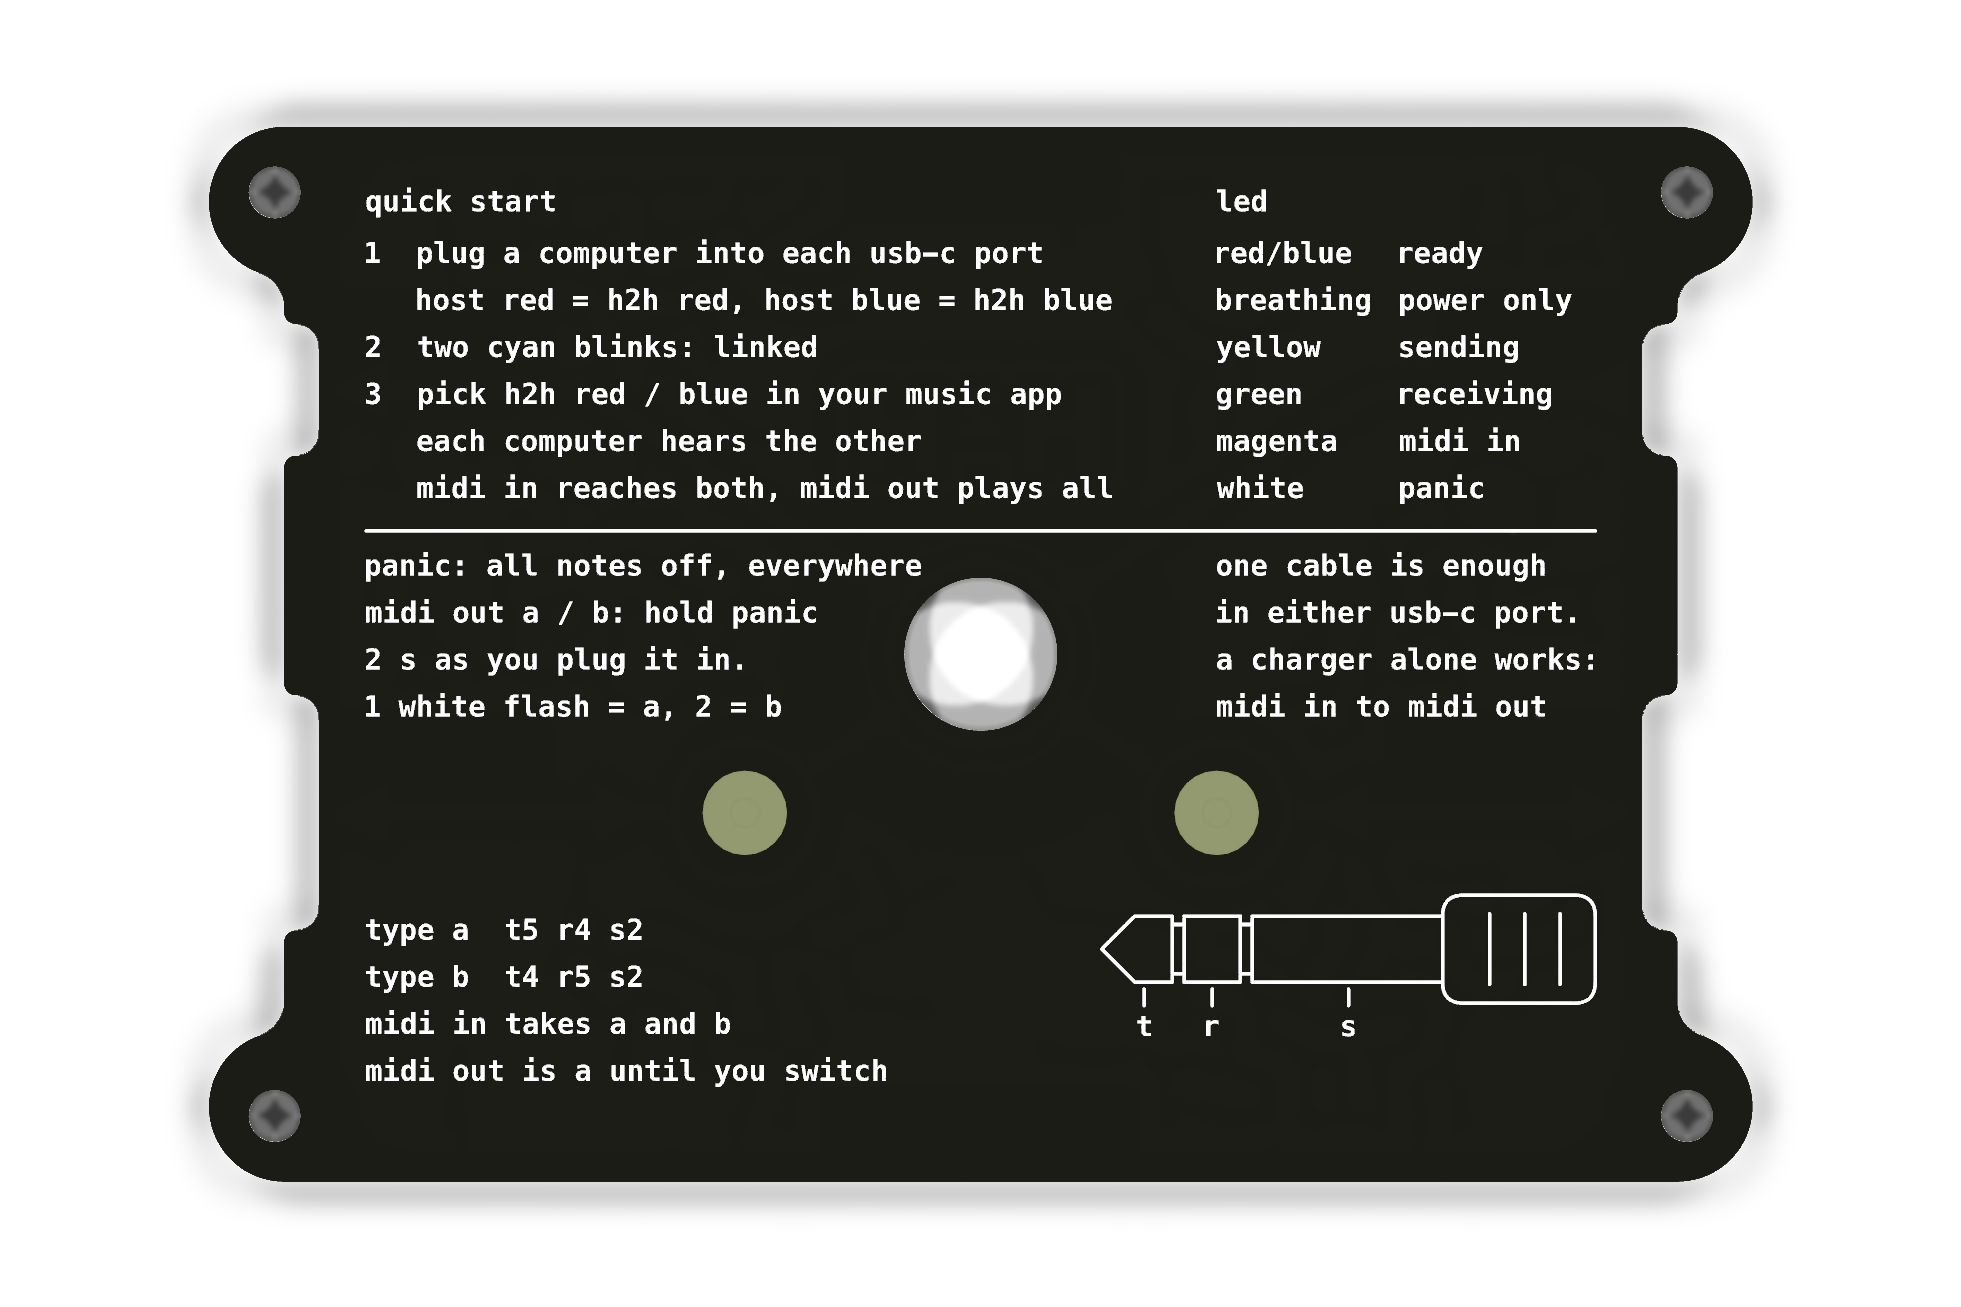 quick start
1 plug a computer into each usb–c port
host red = h2h red, host blue = h2h blue
2 two cyan blinks: linked
3 pick h2h red / blue in your music app
each computer hears the other
midi in reaches both, midi out plays all
led
red/blue ready
breathing power only
yellow sending
green receiving
magenta midi in
white panic
panic: all notes off, everywhere
midi out a / b: hold panic
2 s as you plug it in.
1 white flash = a, 2 = b
one cable is enough
in either usb–c port.
a charger alone works:
midi in to midi out
type a t5 r4 s2
type b t4 r5 s2
midi in takes a and b
midi out is a until you switch
t r s